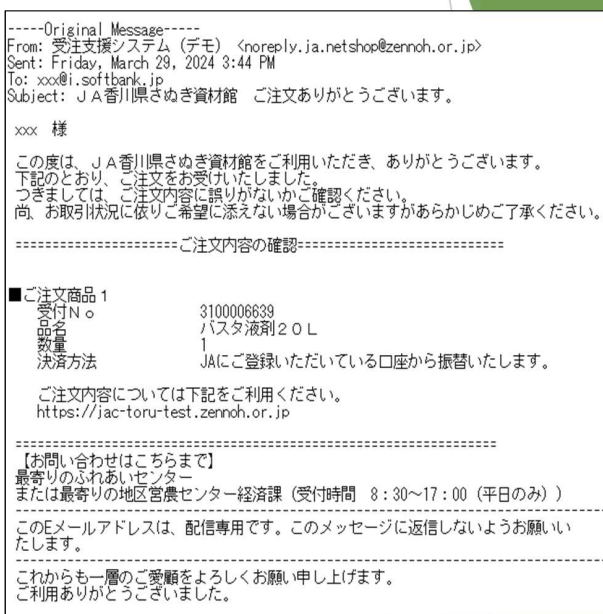 -----Original Message-----
From: 受注支援システム（デモ）<noreply.ja.netshop@zennoh.or.jp>
Sent: Friday, March 29, 2024 3:44 PM
To: xxx@i.softbank.jp
Subject: ＪＡ香川県さぬき資材館　ご注文ありがとうございます。
xxx 様
この度は、ＪＡ香川県さぬき資材館をご利用いただき、ありがとうございます。
下記のとおり、ご注文をお受けいたしました。
つきましては、ご注文内容に誤りがないかご確認ください。
尚、お取引状況に依りご希望に添えない場合がございますがあらかじめご了承ください。
======================ご注文内容の確認============================
■ご注文商品１
受付Ｎｏ 3100006639
品名 バスタ液剤２０Ｌ
数量 1
決済方法 JAにご登録いただいている口座から振替いたします。
ご注文内容については下記をご利用ください。
https://jac-toru-test.zennoh.or.jp
==================================================================
【お問い合わせはこちらまで】
最寄りのふれあいセンター
または最寄りの地区営農センター経済課（受付時間　8：30～17：00（平日のみ））
---------------------------------------------------------------------------------
このEメールアドレスは、配信専用です。このメッセージに返信しないようお願いい
たします。
---------------------------------------------------------------------------------
これからも一層のご愛顧をよろしくお願い申し上げます。
ご利用ありがとうございました。